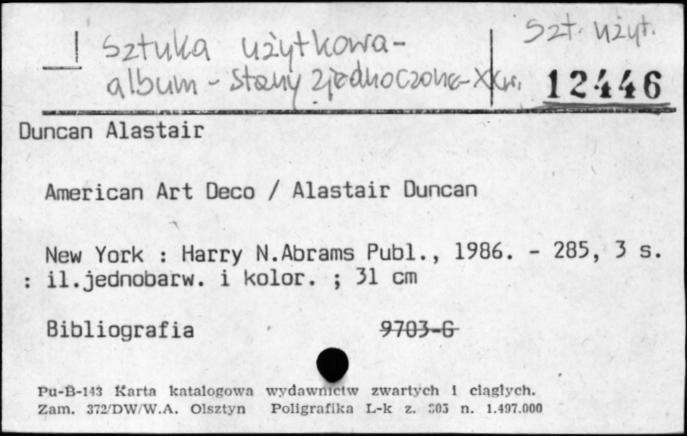 Szt. użyt.
sztuka użytkowa-
album - Stany Zjednoczone - XX w.
12446
Duncan Alastair
American Art Deco / Alastair Duncan
New York : Harry N.Abrams Publ., 1986. - 285, 3 s.
: il.jednobarw. i kolor. ; 31 cm
Bibliografia 9703-G
Pu-B-143 Karta katalogowa wydawnictw zwartych i ciągłych.
Zam. 372/DW/W.A. Olsztyn Poligrafika L-k z. 505 n. 1.497.000